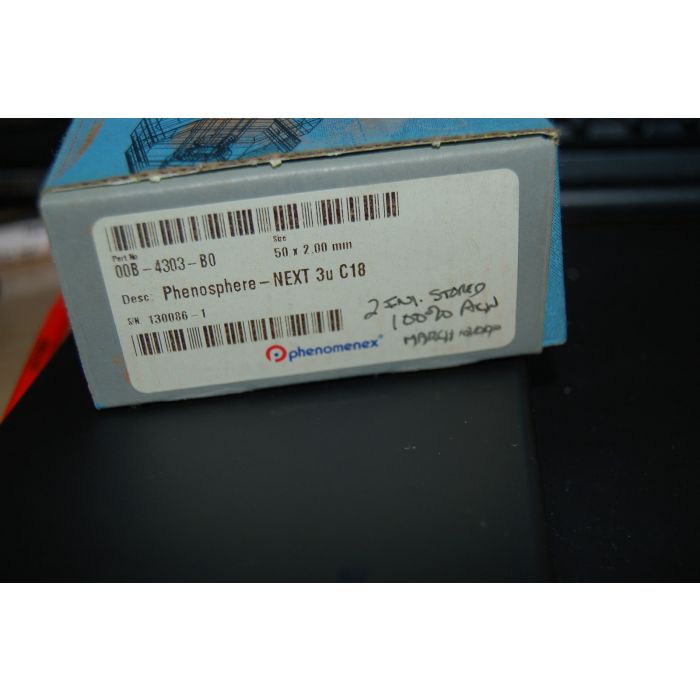 Part No
00B-4303-B0
Size
50 x 2.00 mm
Desc. Phenosphere-NEXT 3u C18
S/N. 130086-1
phenomenex®
2 INJ. STORED
100% ACN
MARCH